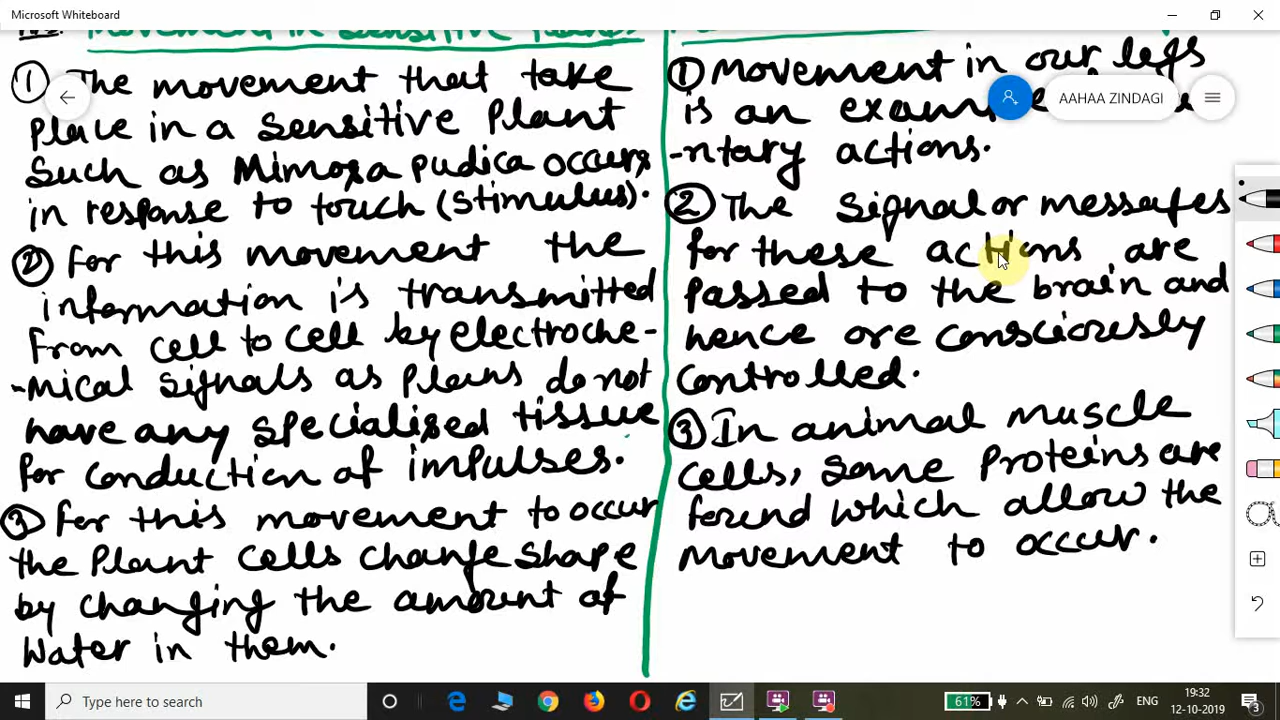 Microsoft Whiteboard
Movement in Sensitive Plants
① The movement that take
place in a sensitive plant
such as Mimosa pudica occurs
in response to touch (stimulus).
② For this movement the
information is transmitted
from cell to cell by electroche-
-mical signals as plans do not
have any specialised tissue
for conduction of impulses.
③ For this movement to occur
the plant cells change shape
by changing the amount of
water in them.
① Movement in our legs
is an
-ntary actions.
② The signal or messages
for these actions are
passed to the brain and
hence are consciously
controlled.
③ In animal muscle
cells, some proteins are
found which allow the
movement to occur.
AAHAA ZINDAGI
Type here to search
61%
ENG
19:32
12-10-2019
3